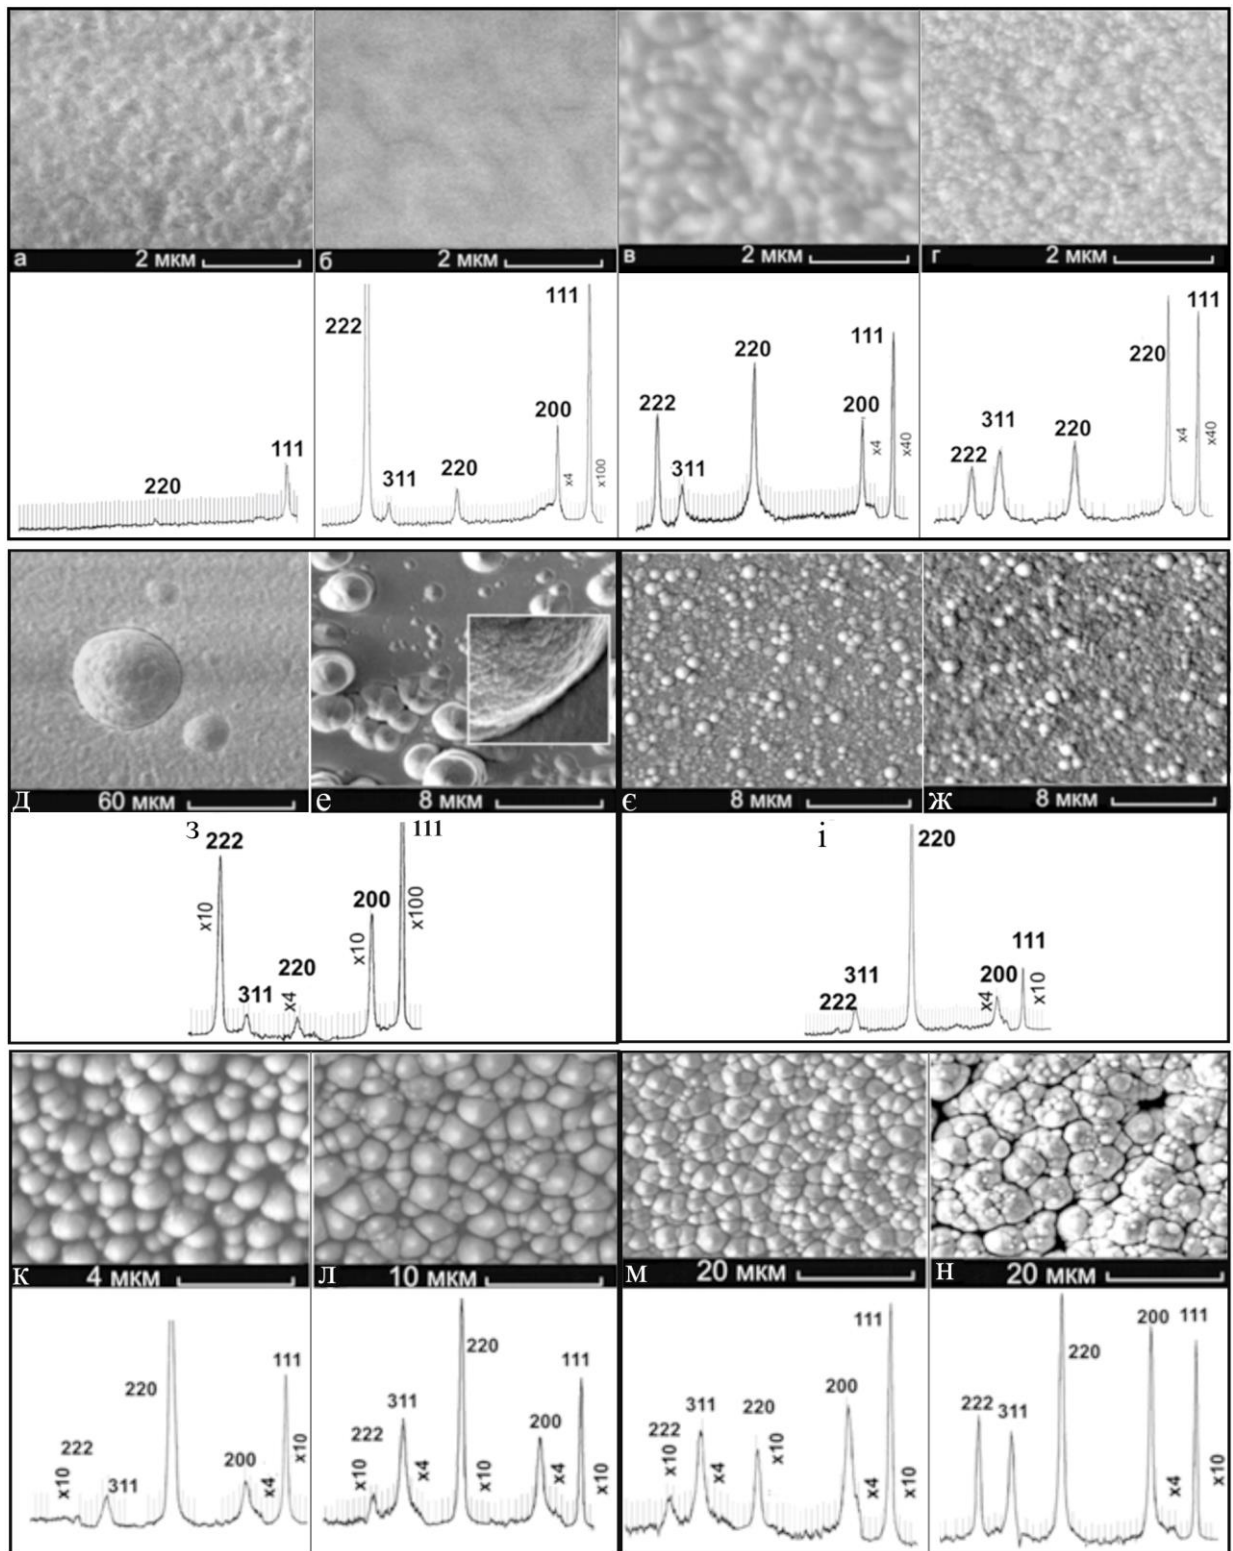 а 2 мкм
б 2 мкм
в 2 мкм
г 2 мкм
220 111
222 311 220 200 x4 111 x100
222 311 220 200 x4 111 x40
222 311 220 220 x4 111 x40
д 60 мкм
е 8 мкм
є 8 мкм
ж 8 мкм
з
222 x10 311 220 x4 200 x10 111 x100
і
222 311 220 200 x4 111 x10
к 4 мкм
л 10 мкм
м 20 мкм
н 20 мкм
222 x10 311 220 200 x4 111 x10
222 x10 311 x4 220 x10 200 x4 111 x10
222 x10 311 220 x10 200 x4 111 x10
222 311 220 200 x4 111 x10